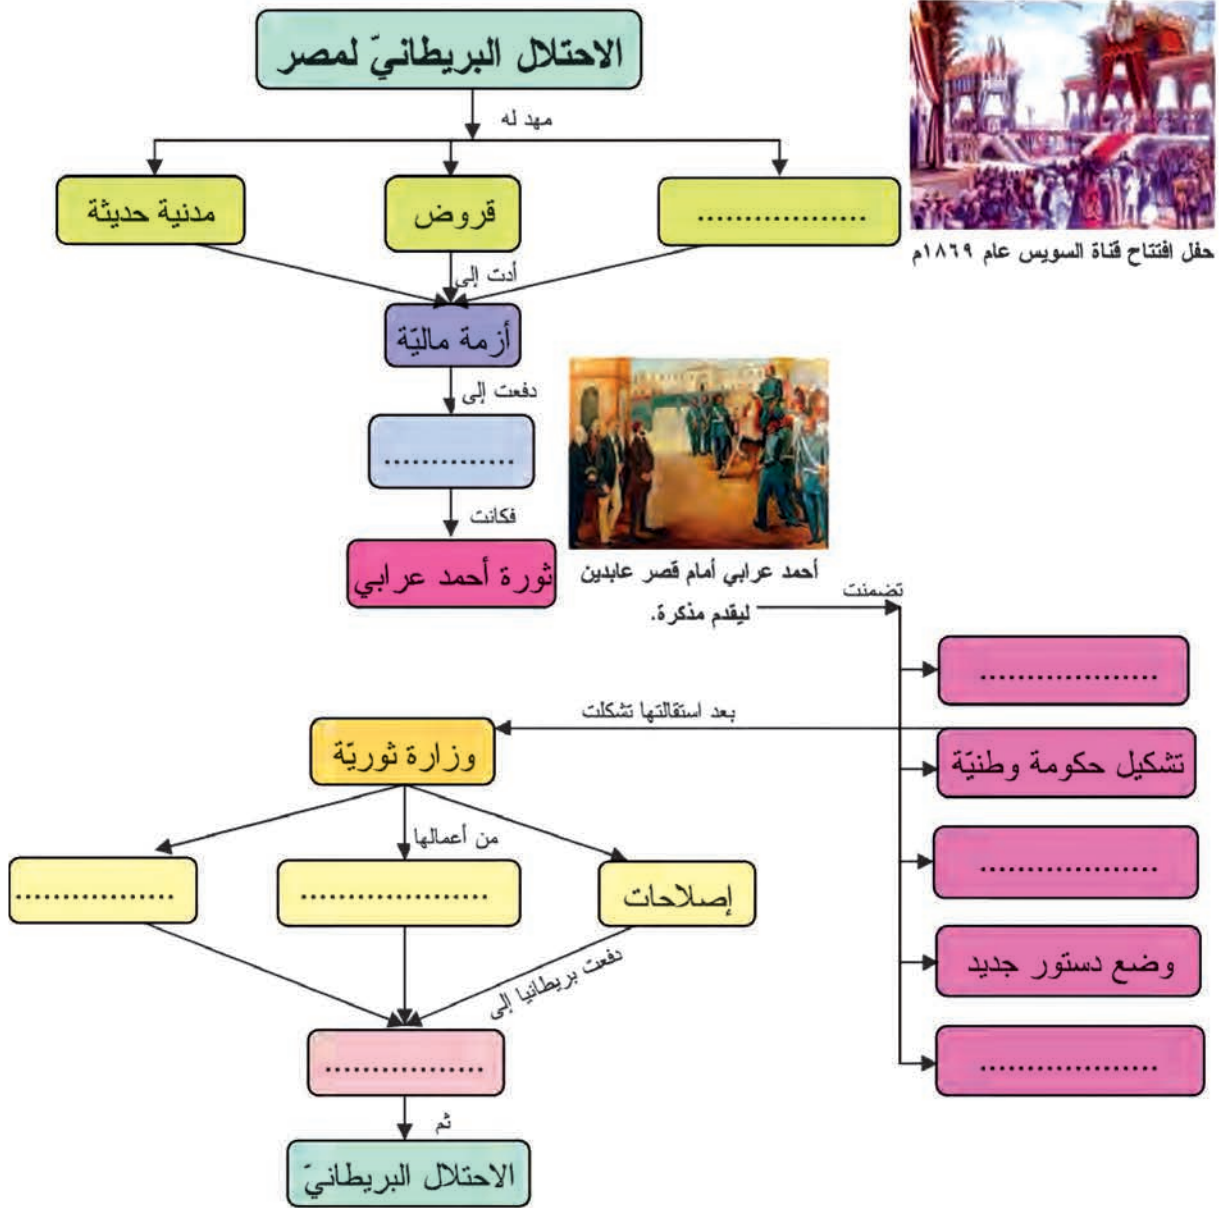 الاحتلال البريطانيّ لمصر
مهد له
..................
قروض
مدنية حديثة
حفل افتتاح قناة السويس عام ١٨٦٩م
أدت إلى
أزمة ماليّة
دفعت إلى
..............
فكانت
ثورة أحمد عرابي
أحمد عرابي أمام قصر عابدين
ليقدم مذكرة.
تضمنت
...................
تشكيل حكومة وطنيّة
...................
وضع دستور جديد
...................
بعد استقالتها تشكلت
وزارة ثوريّة
من أعمالها
إصلاحات
....................
.................
دفعت بريطانيا إلى
.................
ثم
الاحتلال البريطانيّ